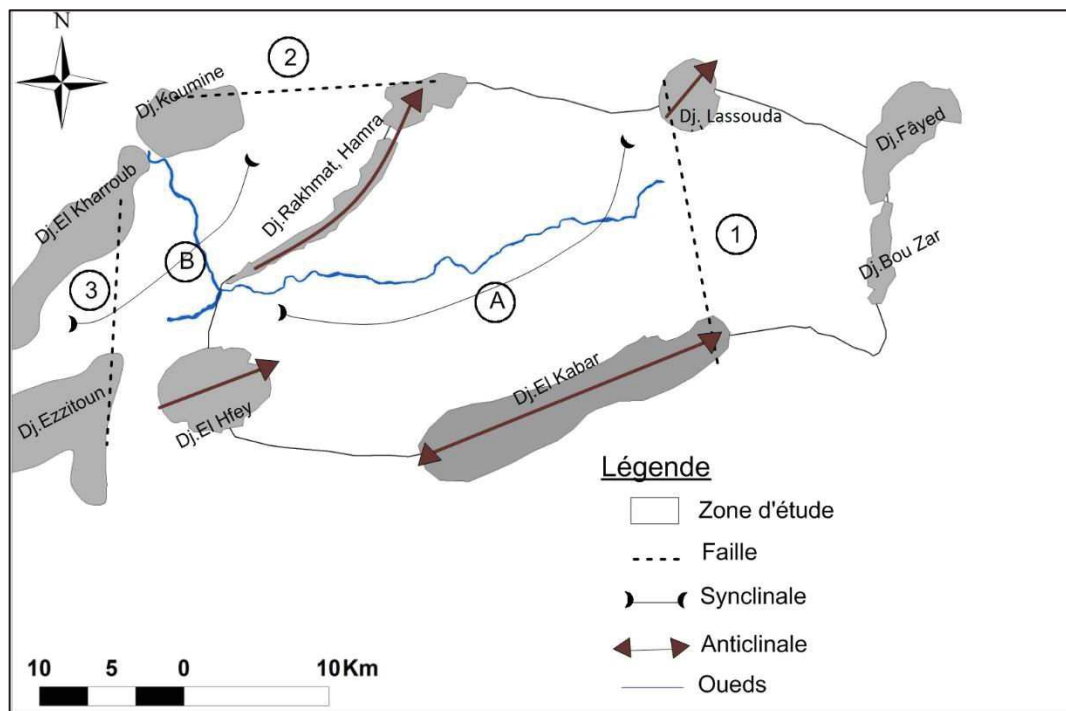 N
2
Dj.Koumine
Dj. Lassouda
Dj.Fâyed
Dj.Rakhmat, Hamra
Dj.El Kharroub
1
Dj.Bou Zar
B
3
A
Dj.El Kabar
Dj.Ezzitoun
Dj.El Hfey
Légende
Zone d'étude
Faille
Synclinale
Anticlinale
Oueds
10 5 0 10Km